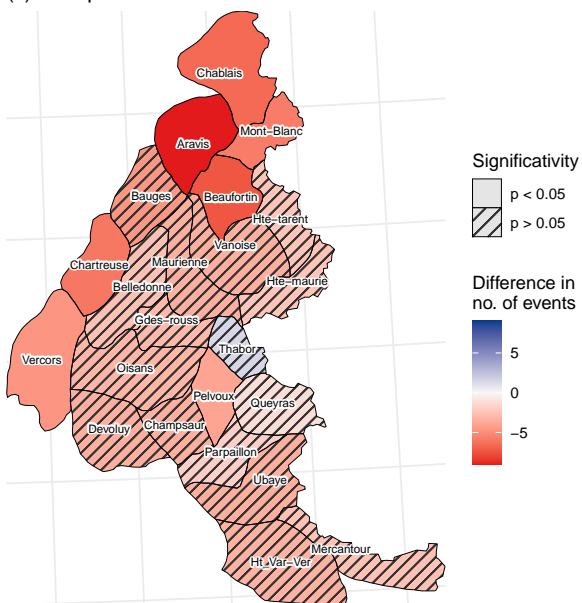 Chablais
Mont−Blanc
Aravis
Bauges
Beaufortin
Hte−tarent
Vanoise
Maurienne
Chartreuse
Belledonne
Hte−maurie
Gdes−rouss
Thabor
Vercors
Oisans
Pelvoux
Queyras
Devoluy
Champsaur
Parpaillon
Ubaye
Mercantour
Ht_Var−Ver
Significativity
p < 0.05
p > 0.05
Difference in
no. of events
5
0
−5